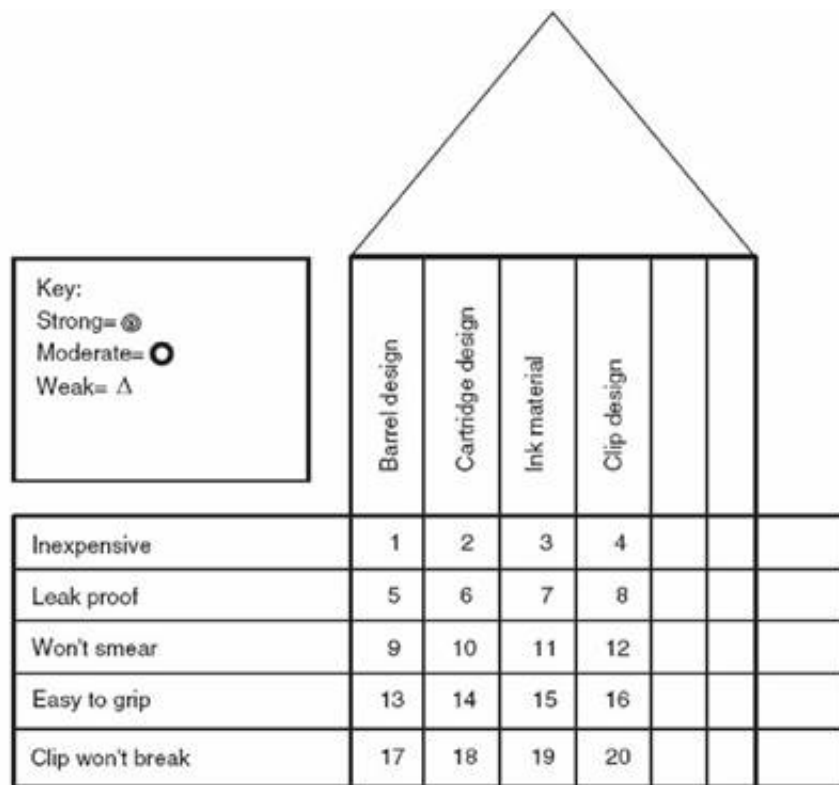 Key:
Strong=
Moderate=
Weak= Δ
Barrel design
Cartridge design
Ink material
Clip design
Inexpensive 1 2 3 4
Leak proof 5 6 7 8
Won't smear 9 10 11 12
Easy to grip 13 14 15 16
Clip won't break 17 18 19 20